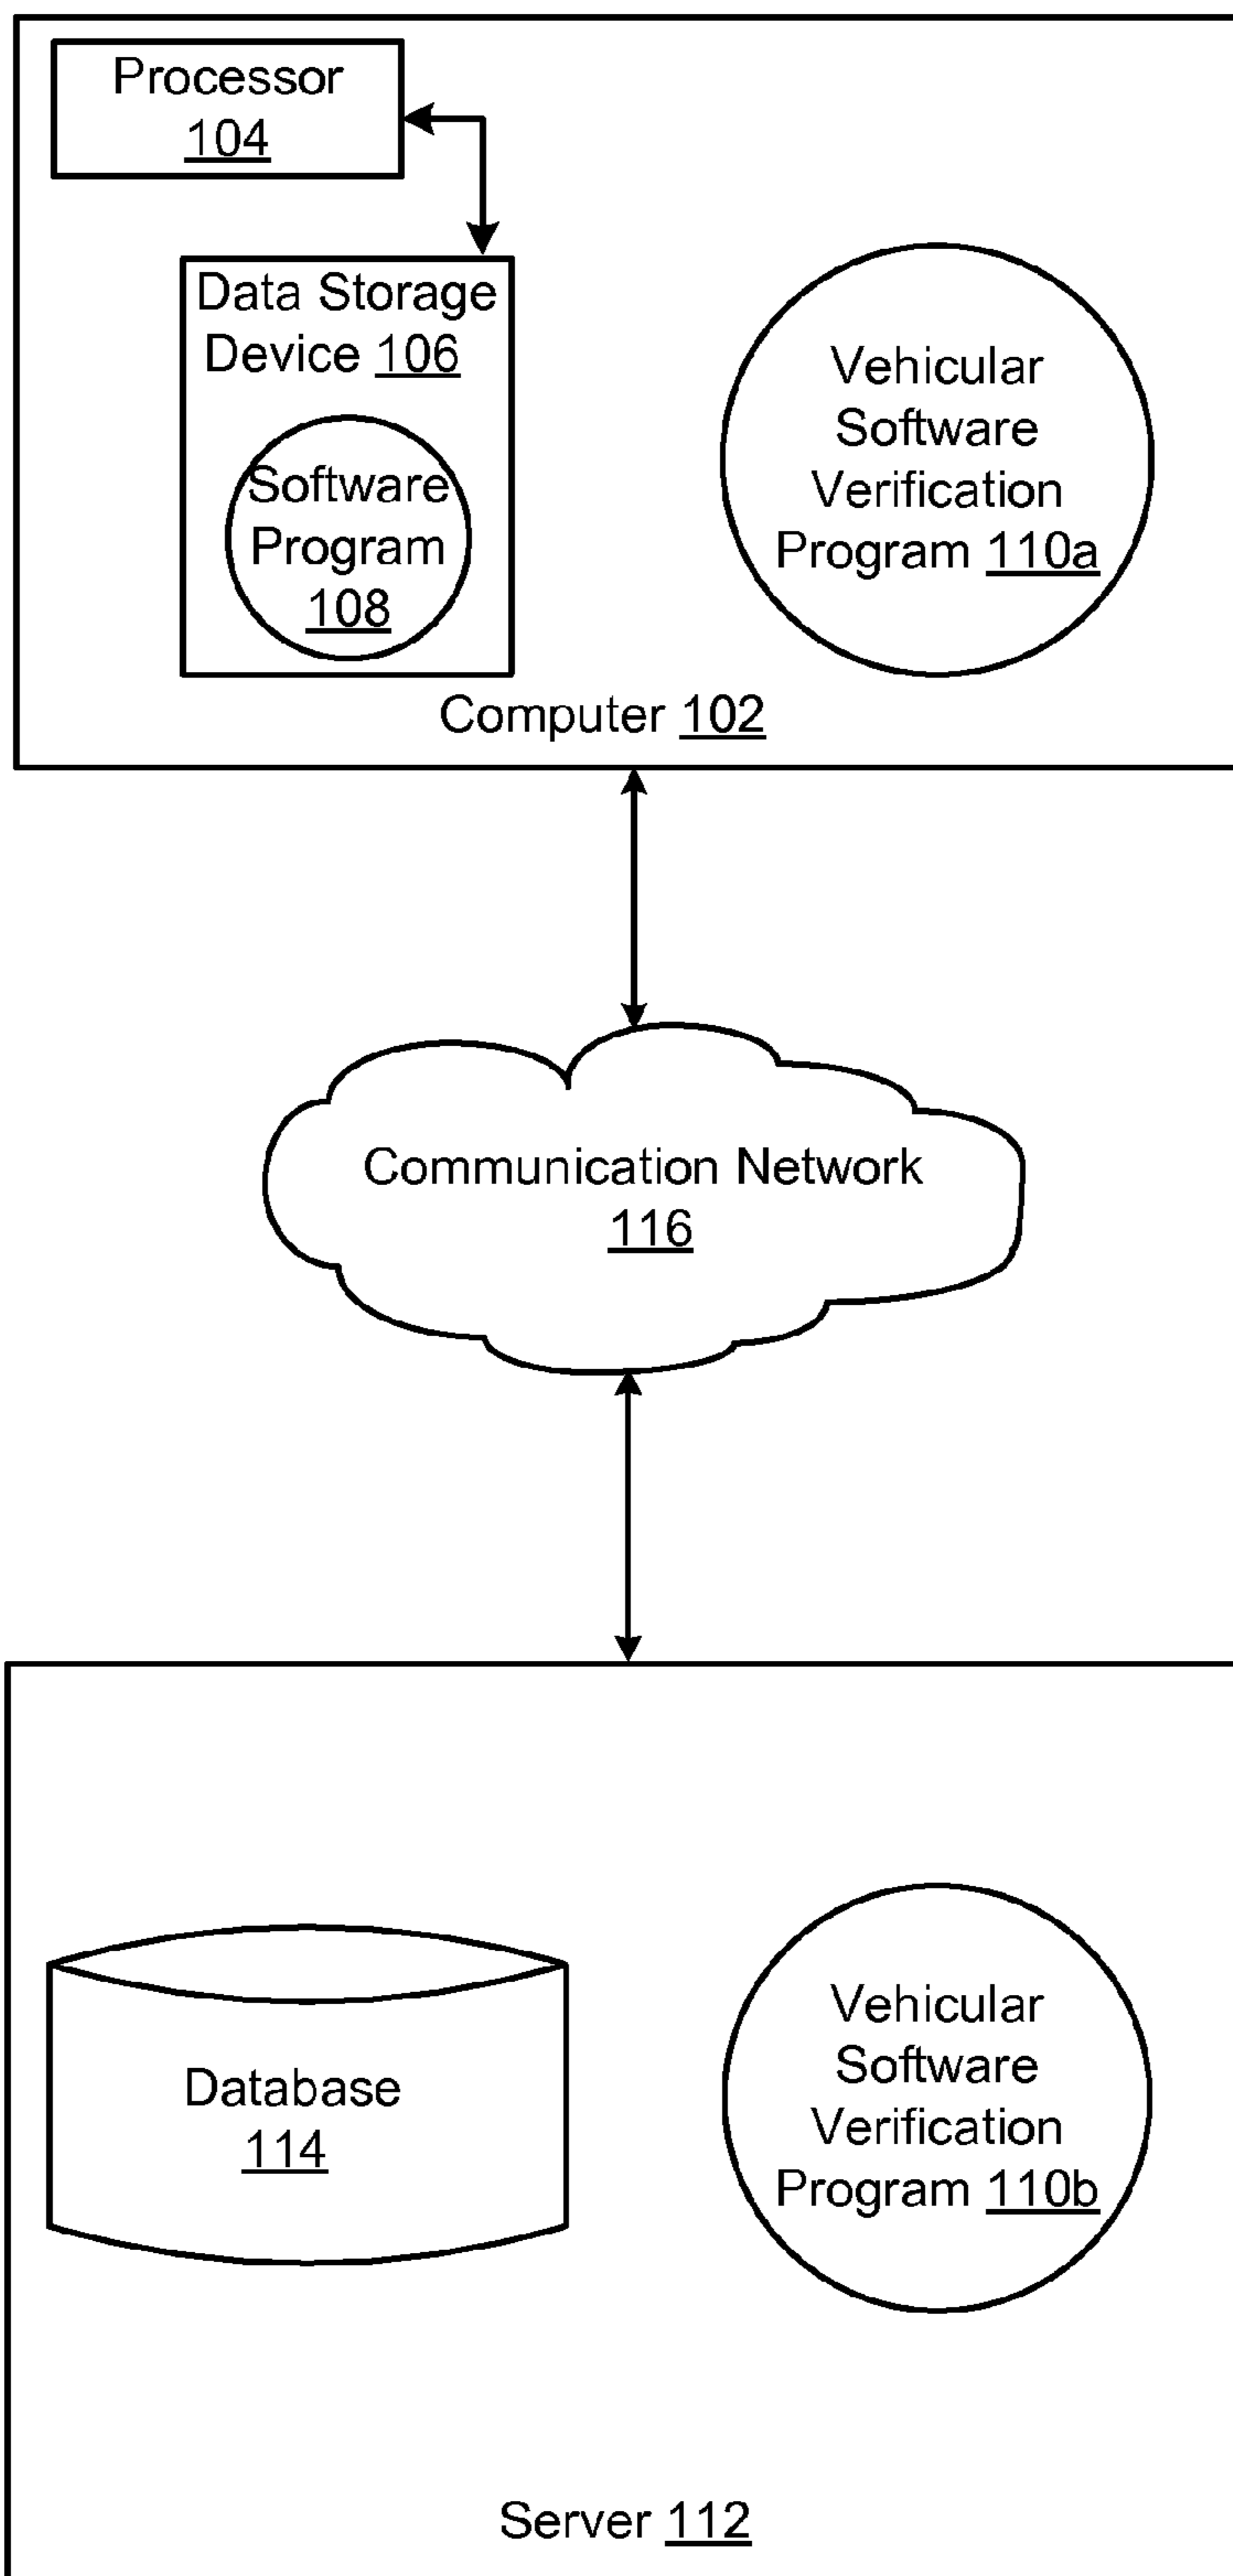 Processor
104
Data Storage
Device 106
Software
Program
108
Vehicular
Software
Verification
Program 110a
Computer 102
Communication Network
116
Database
114
Vehicular
Software
Verification
Program 110b
Server 112